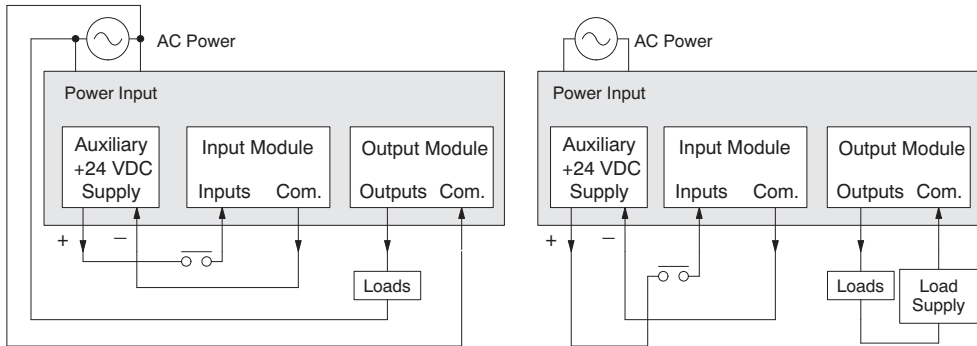 AC Power
Power Input
Auxiliary
+24 VDC
Supply
Input Module
Inputs Com.
Output Module
Outputs Com.
+ –
Loads
AC Power
Power Input
Auxiliary
+24 VDC
Supply
Input Module
Inputs Com.
Output Module
Outputs Com.
+ –
Loads
Load
Supply